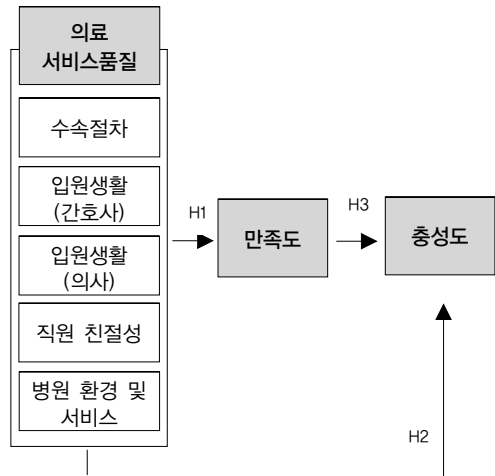 의료
서비스품질
수속절차
입원생활
(간호사)
입원생활
(의사)
직원 친절성
병원 환경 및
서비스
H1
만족도
H3
충성도
H2